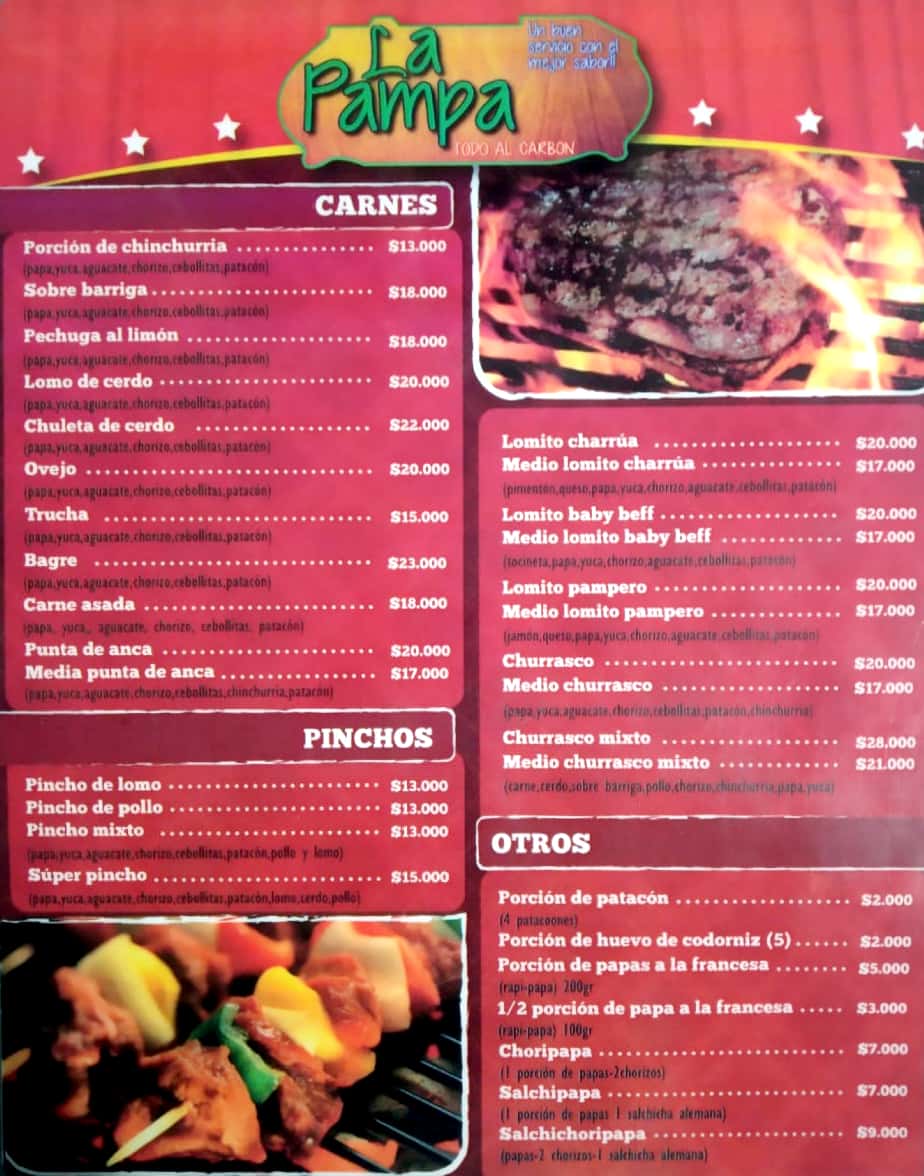 La
Pampa
Un buen
servicio con el
mejor sabor!!
TODO AL CARBON
CARNES
Porción de chinchurria ............... $13.000
(papa,yuca,aguacate,chorizo,cebollitas,patacón)
Sobre barriga ........................ $18.000
(papa,yuca,aguacate,chorizo,cebollitas,patacón)
Pechuga al limón .................... $18.000
(papa,yuca,aguacate,chorizo,cebollitas,patacón)
Lomo de cerdo ....................... $20.000
(papa,yuca,aguacate,chorizo,cebollitas,patacón)
Chuleta de cerdo ................... $22.000
(papa,yuca,aguacate,chorizo,cebollitas,patacón)
Ovejo ............................... $20.000
(papa,yuca,aguacate,chorizo,cebollitas,patacón)
Trucha ............................. $15.000
(papa,yuca,aguacate,chorizo,cebollitas,patacón)
Bagre .............................. $23.000
(papa,yuca,aguacate,chorizo,cebollitas,patacón)
Carne asada ......................... $18.000
(papa, yuca,, aguacate, chorizo, cebollitas, patacón)
Punta de anca ....................... $20.000
Media punta de anca ................. $17.000
(papa,yuca,aguacate,chorizo,cebollitas,chinchurria,patacón)
PINCHOS
Pincho de lomo ...................... $13.000
Pincho de pollo ..................... $13.000
Pincho mixto ........................ $13.000
(papa,yuca,aguacate,chorizo,cebollitas,patacón,pollo y lomo)
Súper pincho ........................ $15.000
(papa,yuca,aguacate,chorizo,cebollitas,patacón,lomo,cerdo,pollo)
Lomito charrúa .................... $20.000
Medio lomito charrúa ............... $17.000
(pimentón,queso,papa,yuca,chorizo,aguacate,cebollitas,patacón)
Lomito baby beff ................... $20.000
Medio lomito baby beff ............. $17.000
(tocineta,papa,yuca,chorizo,aguacate,cebollitas,patacón)
Lomito pampero .................... $20.000
Medio lomito pampero .............. $17.000
(jamón,queso,papa,yuca,chorizo,aguacate,cebollitas,patacón)
Churrasco ......................... $20.000
Medio churrasco ................... $17.000
(papa,yuca,aguacate,chorizo,cebollitas,patacón,chinchurria)
Churrasco mixto ................... $28.000
Medio churrasco mixto ............. $21.000
(carne,cerdo,sobre barriga,pollo,chorizo,chinchurria,papa,yuca)
OTROS
Porción de patacón ................. $2.000
(4 patacoones)
Porción de huevo de codorniz (5) ...... $2.000
Porción de papas a la francesa ........ $5.000
(rapi-papa) 200gr
1/2 porción de papa a la francesa ..... $3.000
(rapi-papa) 100gr
Choripapa ......................... $7.000
(1 porción de papas-2chorizos)
Salchipapa ........................ $7.000
(1 porción de papas 1 salchicha alemana)
Salchichoripapa ................... $9.000
(papas-2 chorizos-1 salchicha alemana)